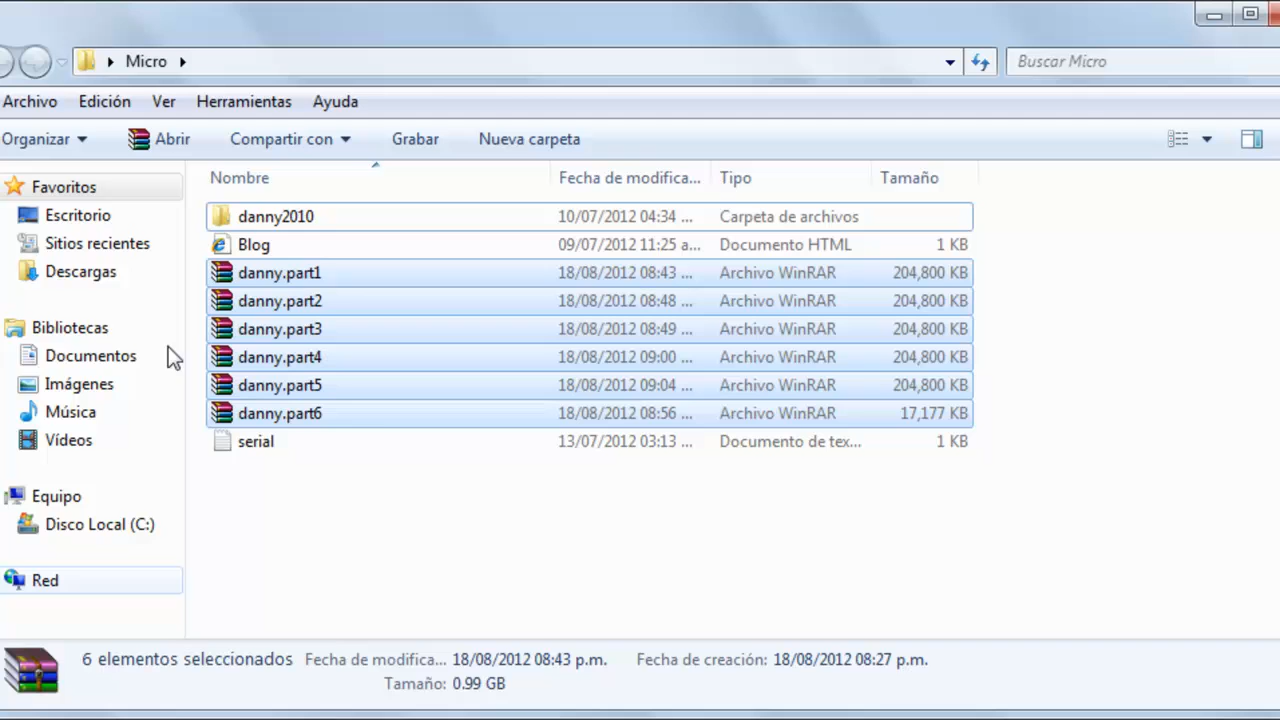 Micro
Buscar Micro
Archivo Edición Ver Herramientas Ayuda
Organizar Abrir Compartir con Grabar Nueva carpeta
Nombre Fecha de modifica... Tipo Tamaño
Favoritos
Escritorio
Sitios recientes
Descargas
Bibliotecas
Documentos
Imágenes
Música
Vídeos
Equipo
Disco Local (C:)
Red
danny2010 10/07/2012 04:34 ... Carpeta de archivos
Blog 09/07/2012 11:25 a... Documento HTML 1 KB
danny.part1 18/08/2012 08:43 ... Archivo WinRAR 204,800 KB
danny.part2 18/08/2012 08:48 ... Archivo WinRAR 204,800 KB
danny.part3 18/08/2012 08:49 ... Archivo WinRAR 204,800 KB
danny.part4 18/08/2012 09:00 ... Archivo WinRAR 204,800 KB
danny.part5 18/08/2012 09:04 ... Archivo WinRAR 204,800 KB
danny.part6 18/08/2012 08:56 ... Archivo WinRAR 17,177 KB
serial 13/07/2012 03:13 ... Documento de tex... 1 KB
6 elementos seleccionados Fecha de modifica... 18/08/2012 08:43 p.m. Fecha de creación: 18/08/2012 08:27 p.m.
Tamaño: 0.99 GB